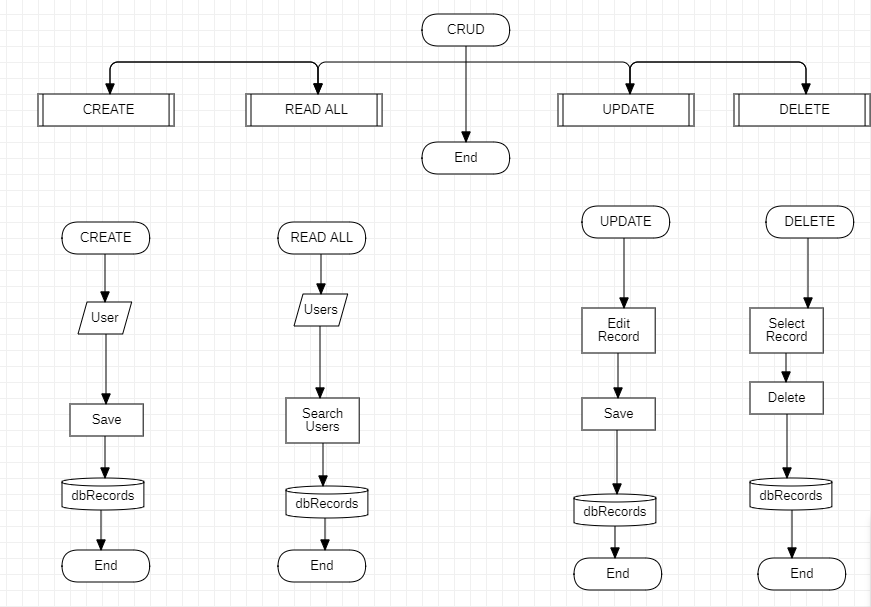 CRUD
CREATE
READ ALL
UPDATE
DELETE
End
CREATE
User
Save
dbRecords
End
READ ALL
Users
Search
Users
dbRecords
End
UPDATE
Edit
Record
Save
dbRecords
End
DELETE
Select
Record
Delete
dbRecords
End